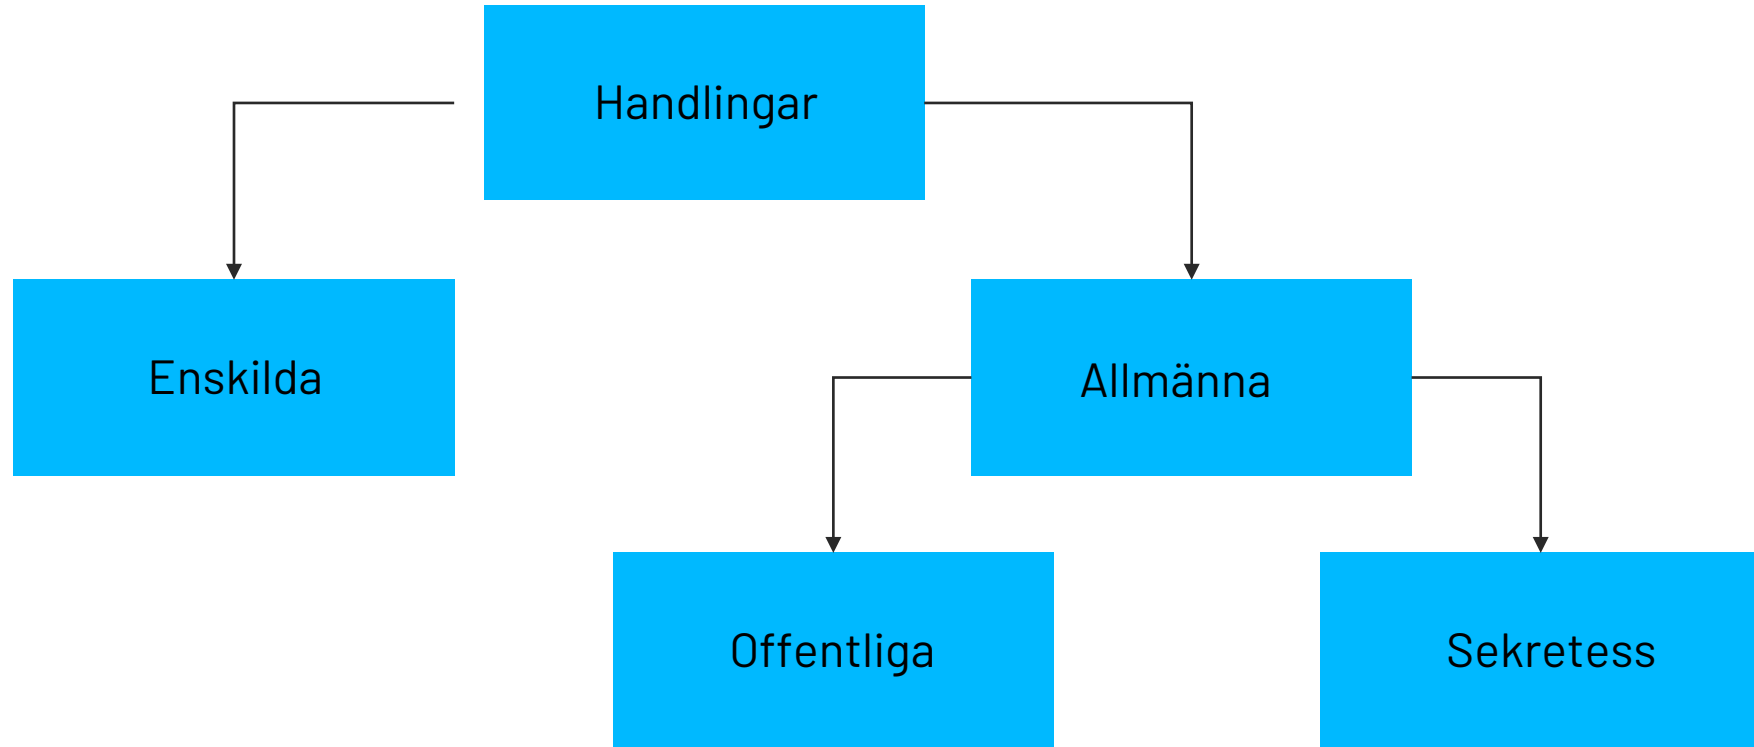 Handlingar
Enskilda
Allmänna
Offentliga
Sekretess